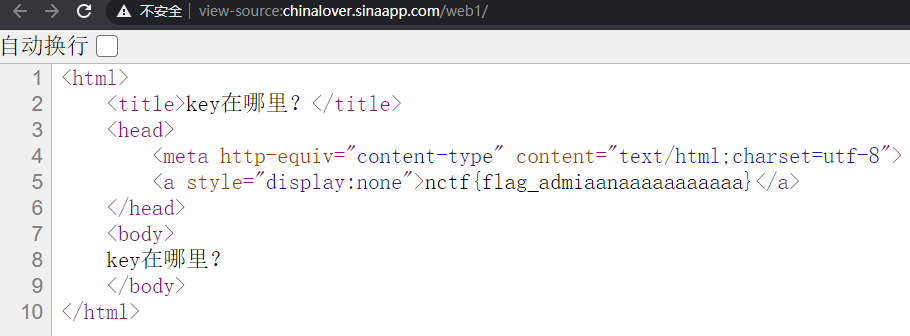 不安全 | view-source:chinalover.sinaapp.com/web1/
自动换行
1 <html>
2 <title>key在哪里？</title>
3 <head>
4 <meta http-equiv="content-type" content="text/html;charset=utf-8">
5 <a style="display:none">nctf{flag_admiaanaaaaaaaaaaa}</a>
6 </head>
7 <body>
8 key在哪里？
9 </body>
10 </html>